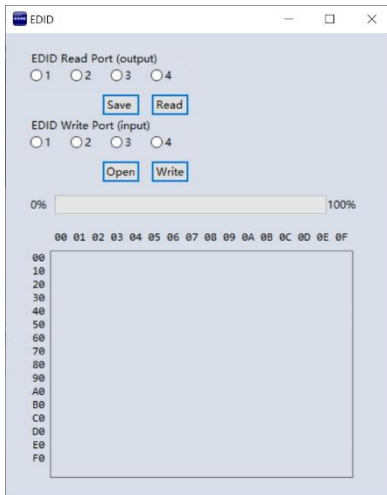 EDID
EDID Read Port (output)
1 2 3 4
Save Read
EDID Write Port (input)
1 2 3 4
Open Write
0% 100%
00 01 02 03 04 05 06 07 08 09 0A 0B 0C 0D 0E 0F
00
10
20
30
40
50
60
70
80
90
A0
B0
C0
D0
E0
F0